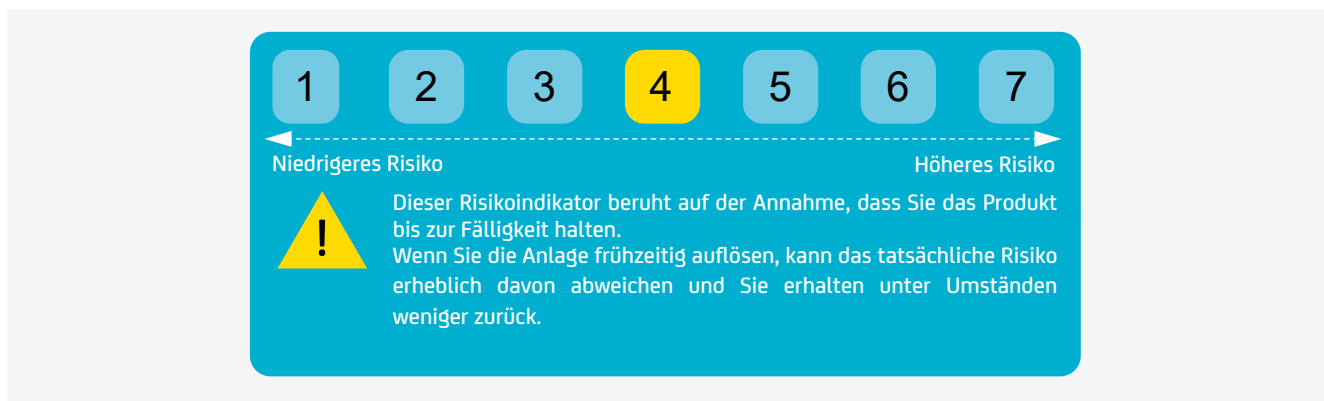 1 2 3 4 5 6 7
Niedrigeres Risiko Höheres Risiko
! Dieser Risikoindikator beruht auf der Annahme, dass Sie das Produkt
bis zur Fälligkeit halten.
Wenn Sie die Anlage frühzeitig auflösen, kann das tatsächliche Risiko
erheblich davon abweichen und Sie erhalten unter Umständen
weniger zurück.